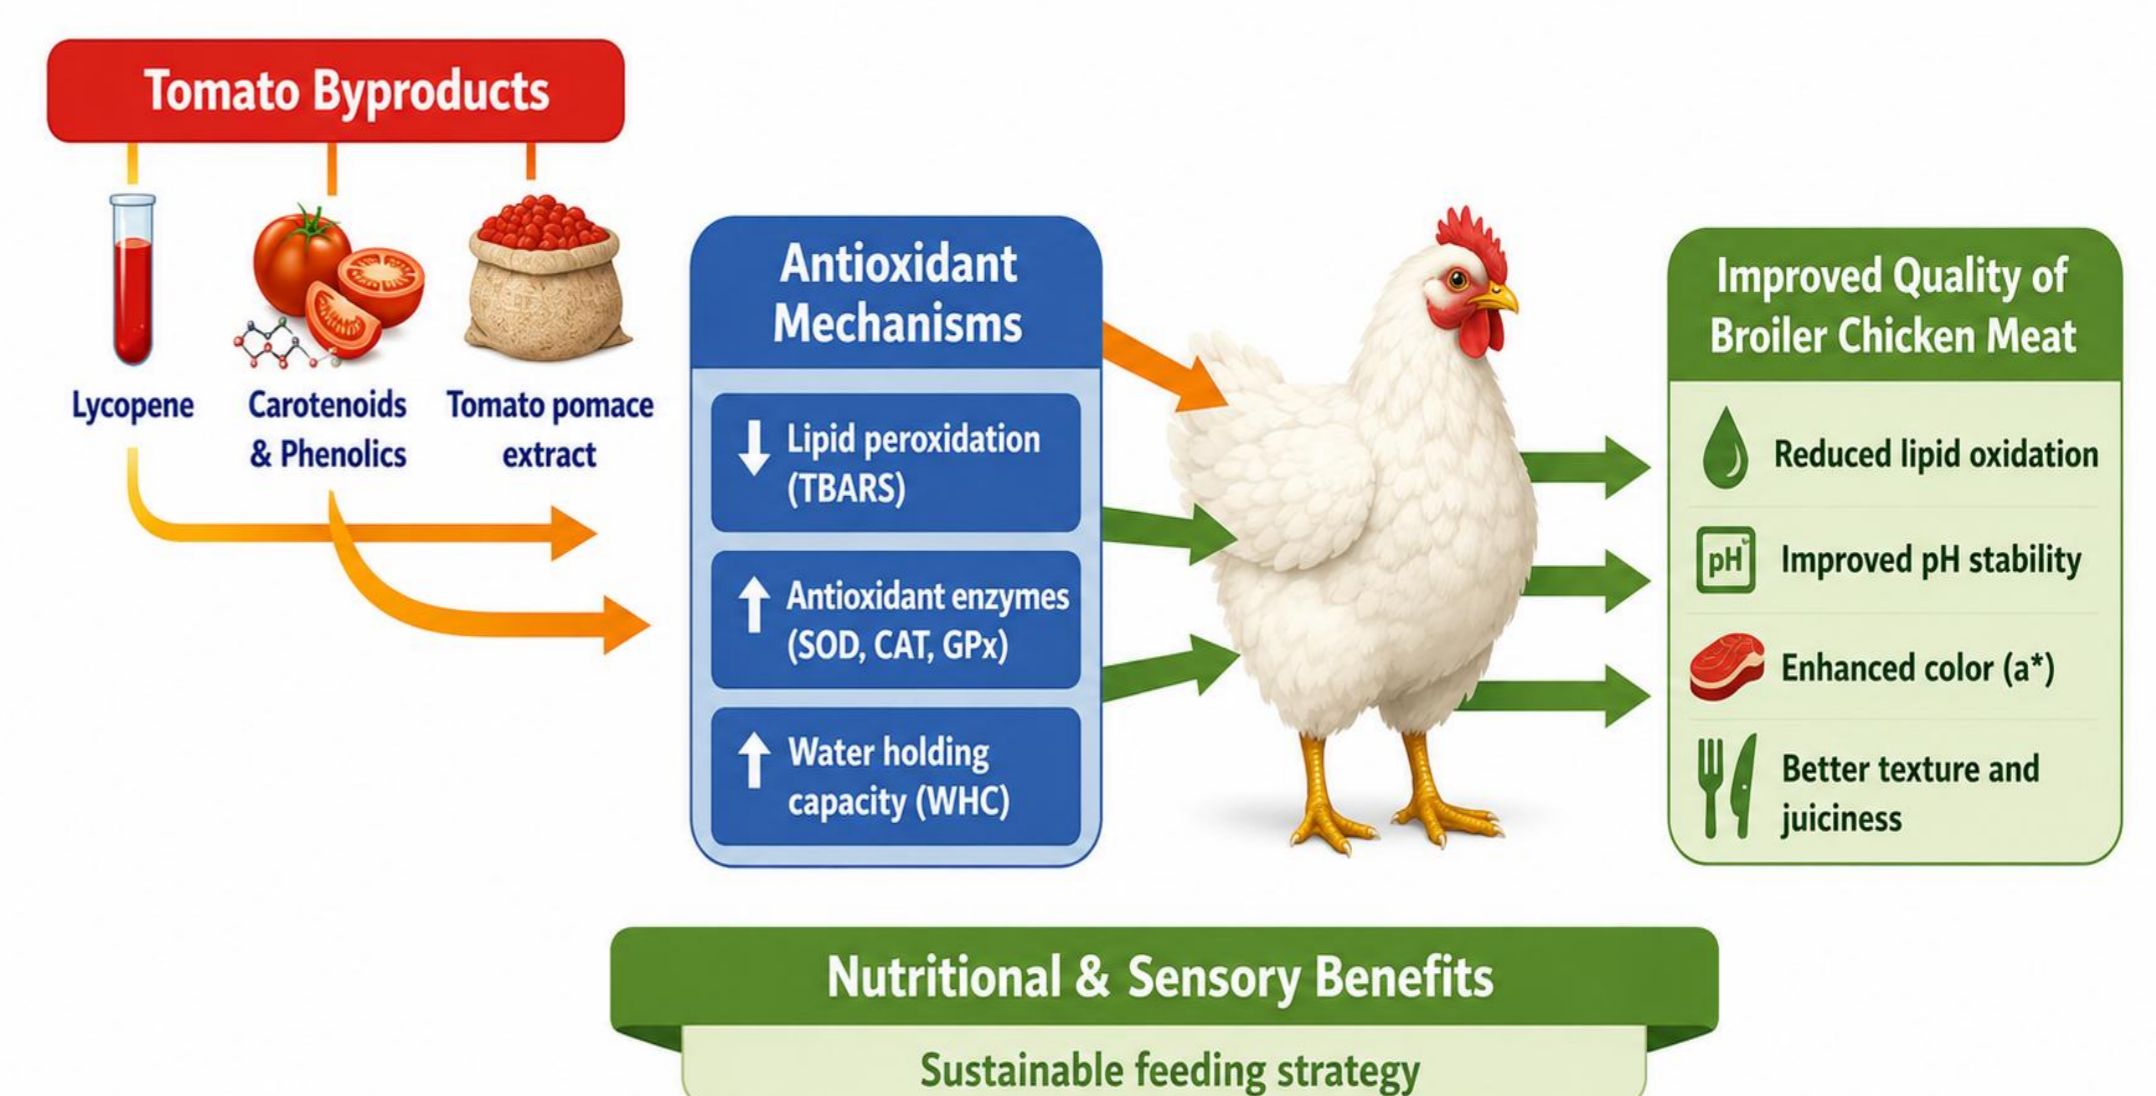 Tomato Byproducts
Lycopene
Carotenoids
& Phenolics
Tomato pomace
extract
Antioxidant
Mechanisms
Lipid peroxidation
(TBARS)
Antioxidant enzymes
(SOD, CAT, GPx)
Water holding
capacity (WHC)
Improved Quality of
Broiler Chicken Meat
Reduced lipid oxidation
pH
Improved pH stability
Enhanced color (a*)
Better texture and
juiciness
Nutritional & Sensory Benefits
Sustainable feeding strategy